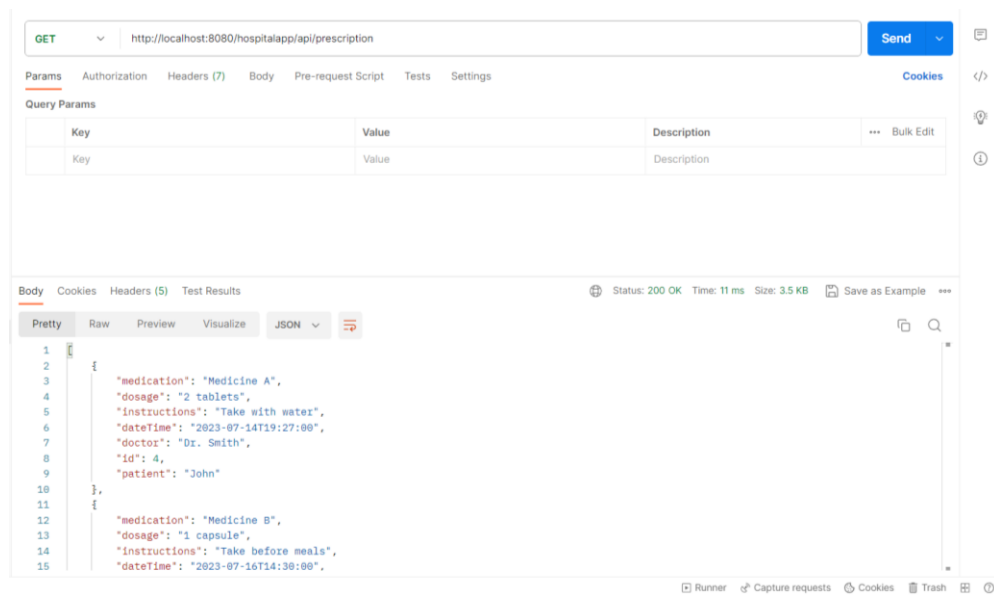 GET http://localhost:8080/hospitalapp/api/prescription Send
Params Authorization Headers (7) Body Pre-request Script Tests Settings Cookies
Query Params
Key Value Description ••• Bulk Edit
Key Value Description
Body Cookies Headers (5) Test Results Status: 200 OK Time: 11 ms Size: 3.5 KB Save as Example
Pretty Raw Preview Visualize JSON
1 [
2 {
3 "medication": "Medicine A",
4 "dosage": "2 tablets",
5 "instructions": "Take with water",
6 "dateTime": "2023-07-14T19:27:00",
7 "doctor": "Dr. Smith",
8 "id": 4,
9 "patient": "John"
10 },
11 {
12 "medication": "Medicine B",
13 "dosage": "1 capsule",
14 "instructions": "Take before meals",
15 "dateTime": "2023-07-16T14:30:00",
Runner Capture requests Cookies Trash